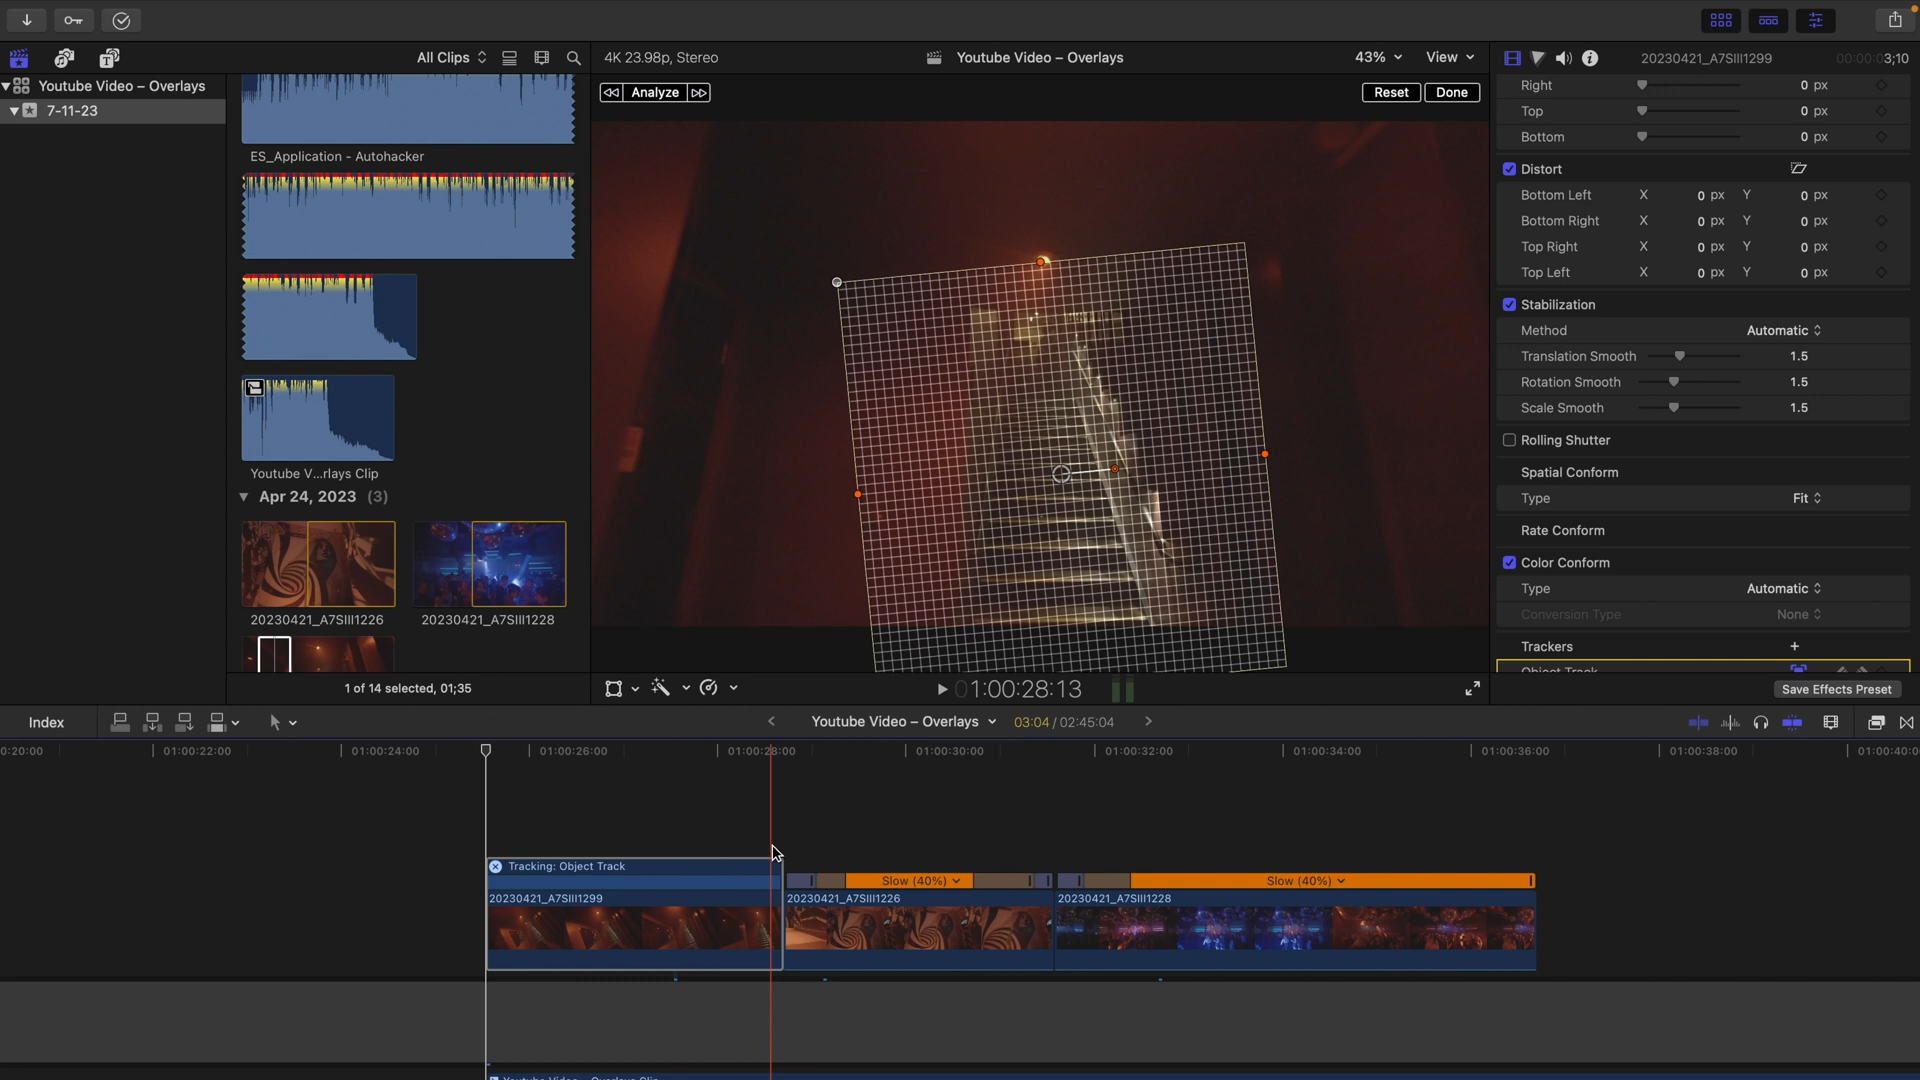 All Clips
4K 23.98p, Stereo
Youtube Video – Overlays
43%
View
20230421_A7SIII1299
00:00:03;10
Youtube Video – Overlays
7-11-23
Analyze
Reset
Done
ES_Application - Autohacker
Youtube V...rlays Clip
Apr 24, 2023 (3)
20230421_A7SIII1226
20230421_A7SIII1228
1 of 14 selected, 01;35
Right 0 px
Top 0 px
Bottom 0 px
Distort
Bottom Left X 0 px Y 0 px
Bottom Right X 0 px Y 0 px
Top Right X 0 px Y 0 px
Top Left X 0 px Y 0 px
Stabilization
Method Automatic
Translation Smooth 1.5
Rotation Smooth 1.5
Scale Smooth 1.5
Rolling Shutter
Spatial Conform
Type Fit
Rate Conform
Color Conform
Type Automatic
Conversion Type None
Trackers +
Object Track
01:00:28:13
Save Effects Preset
Index
Youtube Video – Overlays
03:04 / 02:45:04
0:20:00
01:00:22:00
01:00:24:00
01:00:26:00
01:00:28:00
01:00:30:00
01:00:32:00
01:00:34:00
01:00:36:00
01:00:38:00
01:00:40:0
Tracking: Object Track
Slow (40%)
Slow (40%)
20230421_A7SIII1299
20230421_A7SIII1226
20230421_A7SIII1228
Youtube Video – Overlays Clip